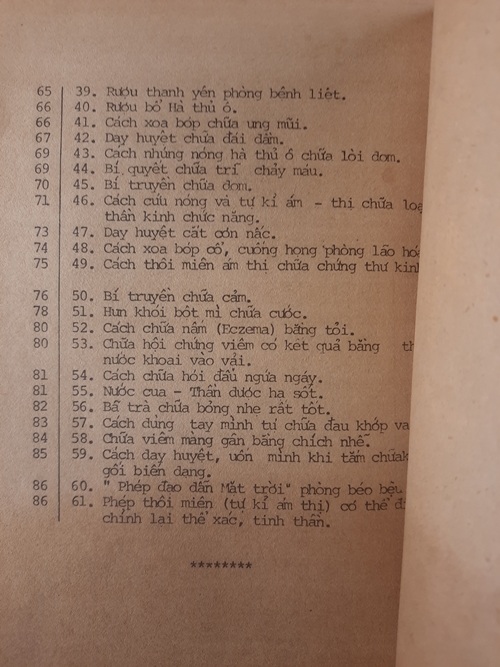 65 39. Rượu thanh yên phòng bệnh liệt.
66 40. Rượu bổ Hà thủ ô.
66 41. Cách xoa bóp chữa ung mũi.
67 42. Day huyệt chữa đái dầm.
69 43. Cách nhúng nóng hà thủ ô chữa lòi dom.
69 44. Bí quyết chữa trĩ chảy máu.
70 45. Bí truyền chữa dom.
71 46. Cách cứu nóng và tự kỉ ám - thị chữa loạ
thần kinh chức năng.
73 47. Day huyệt cắt cơn nấc.
74 48. Cách xoa bóp cổ, cuống họng phòng lão hó
75 49. Cách thôi miên ám thị chữa chứng thư kinh
76 50. Bí truyền chữa cảm.
78 51. Hun khói bột mì chữa cước.
80 52. Cách chữa nấm (Eczema) bằng tỏi.
80 53. Chữa hội chứng viêm có kết quả bằng th
nước khoai vào vải.
81 54. Cách chữa hói đầu ngứa ngáy.
81 55. Nước cua - Thần dược hạ sốt.
82 56. Bã trà chữa bỏng nhẹ rất tốt.
83 57. Cách dùng tay mình tự chữa đau khớp va
84 58. Chữa viêm màng gân bằng chích nhể.
85 59. Cách day huyệt, uốn mình khi tắm chứak
gối biến dạng.
86 60. " Phép đạo dẫn Mặt trời" phòng béo bệu
86 61. Phép thôi miên (tự kỉ ám thị) có thể đ
chỉnh lại thể xác, tinh thần.
********